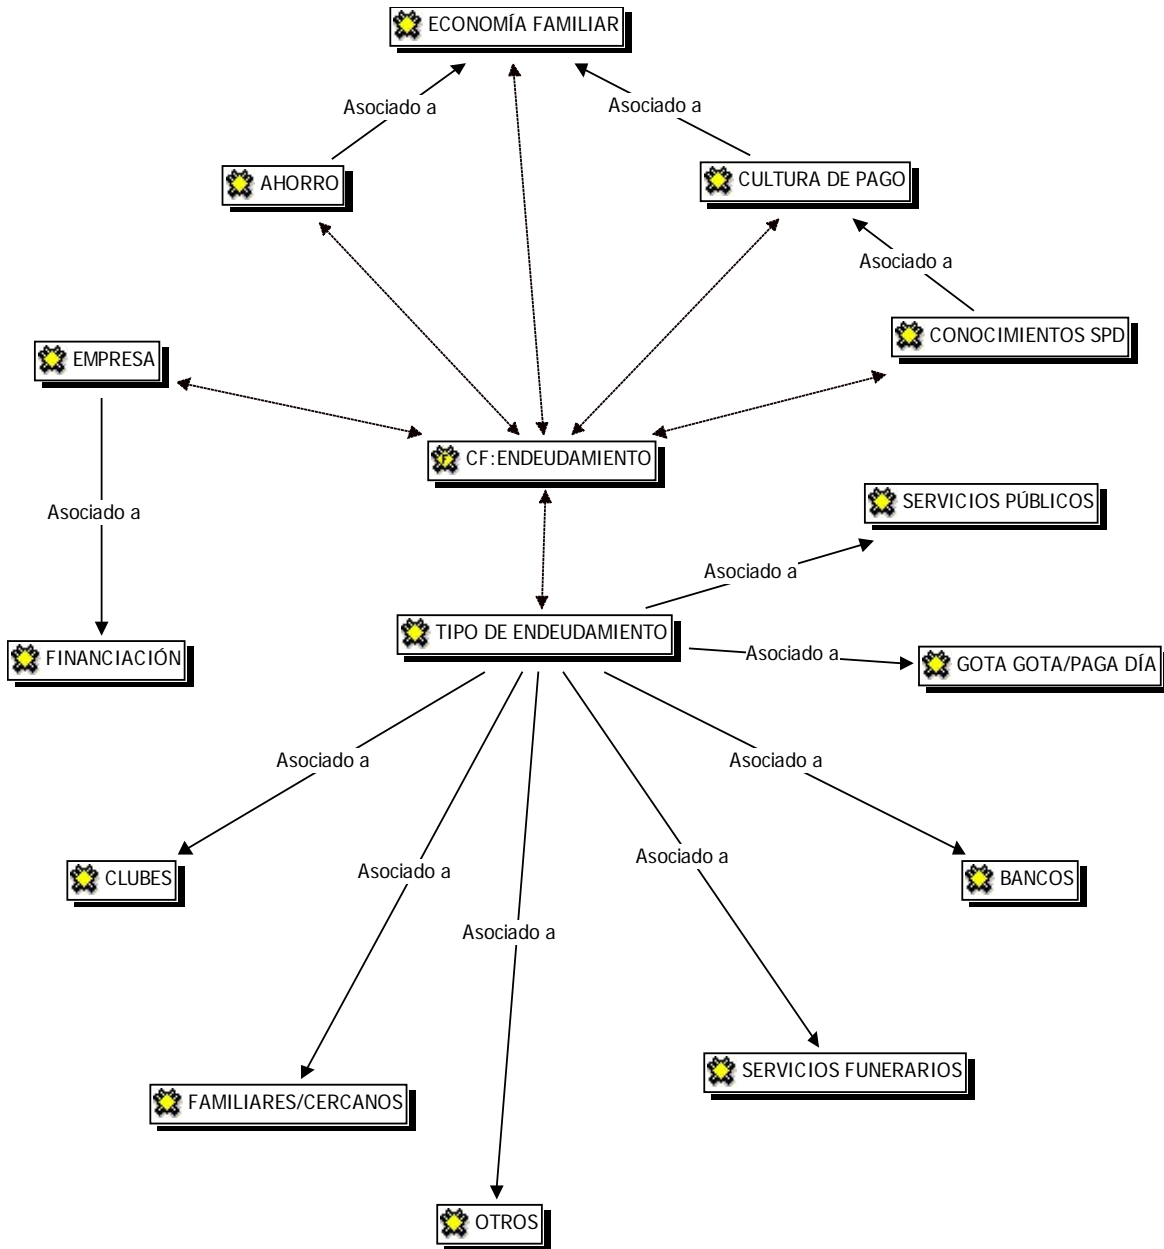 ECONOMÍA FAMILIAR
Asociado a
Asociado a
AHORRO
CULTURA DE PAGO
Asociado a
CONOCIMIENTOS SPD
EMPRESA
CF:ENDEUDAMIENTO
SERVICIOS PÚBLICOS
Asociado a
Asociado a
TIPO DE ENDEUDAMIENTO
Asociado a
FINANCIACIÓN
GOTA GOTA/PAGA DÍA
Asociado a
Asociado a
Asociado a
Asociado a
CLUBES
BANCOS
Asociado a
SERVICIOS FUNERARIOS
FAMILIARES/CERCANOS
OTROS